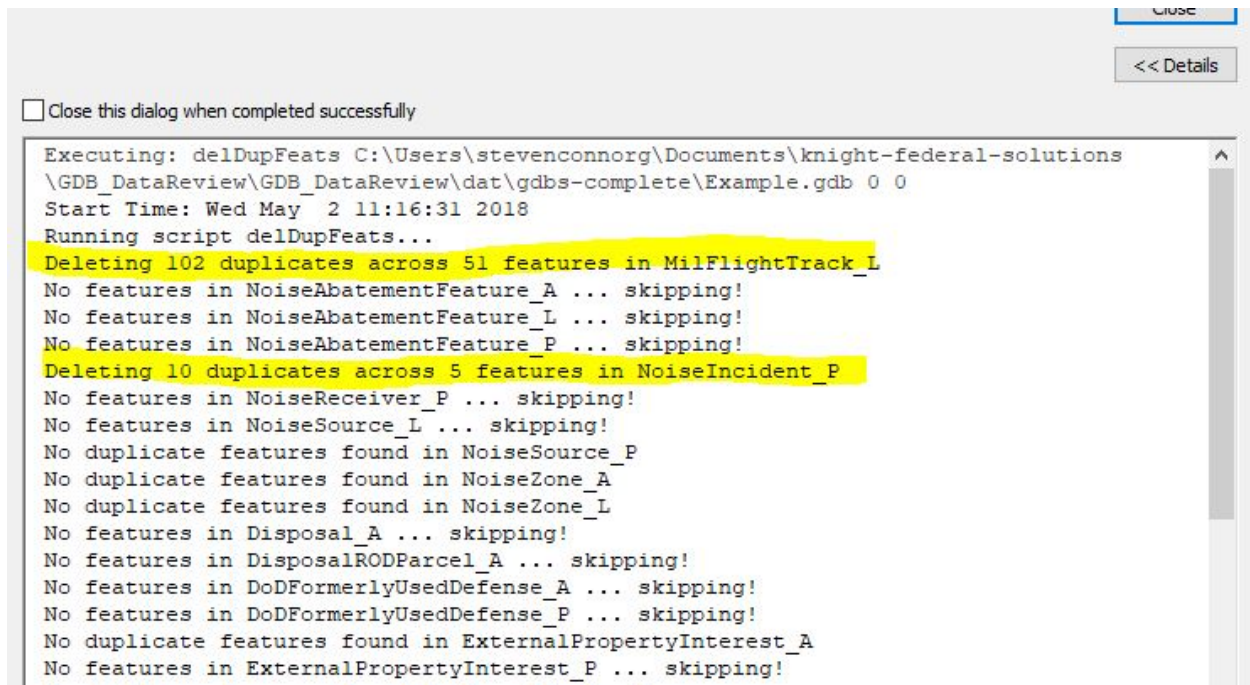 Close
<< Details
Close this dialog when completed successfully
Executing: delDupFeats C:\Users\stevenconnorg\Documents\knight-federal-solutions
\GDB_DataReview\GDB_DataReview\dat\gdbs-complete\Example.gdb 0 0
Start Time: Wed May  2 11:16:31 2018
Running script delDupFeats...
Deleting 102 duplicates across 51 features in MilFlightTrack_L
No features in NoiseAbatementFeature_A ... skipping!
No features in NoiseAbatementFeature_L ... skipping!
No features in NoiseAbatementFeature_P ... skipping!
Deleting 10 duplicates across 5 features in NoiseIncident_P
No features in NoiseReceiver_P ... skipping!
No features in NoiseSource_L ... skipping!
No duplicate features found in NoiseSource_P
No duplicate features found in NoiseZone_A
No duplicate features found in NoiseZone_L
No features in Disposal_A ... skipping!
No features in DisposalRODParcel_A ... skipping!
No features in DoDFormerlyUsedDefense_A ... skipping!
No features in DoDFormerlyUsedDefense_P ... skipping!
No duplicate features found in ExternalPropertyInterest_A
No features in ExternalPropertyInterest_P ... skipping!